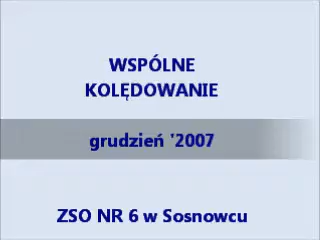 WSPÓLNE
KOLĘDOWANIE
grudzień '2007
ZSO NR 6 w Sosnowcu